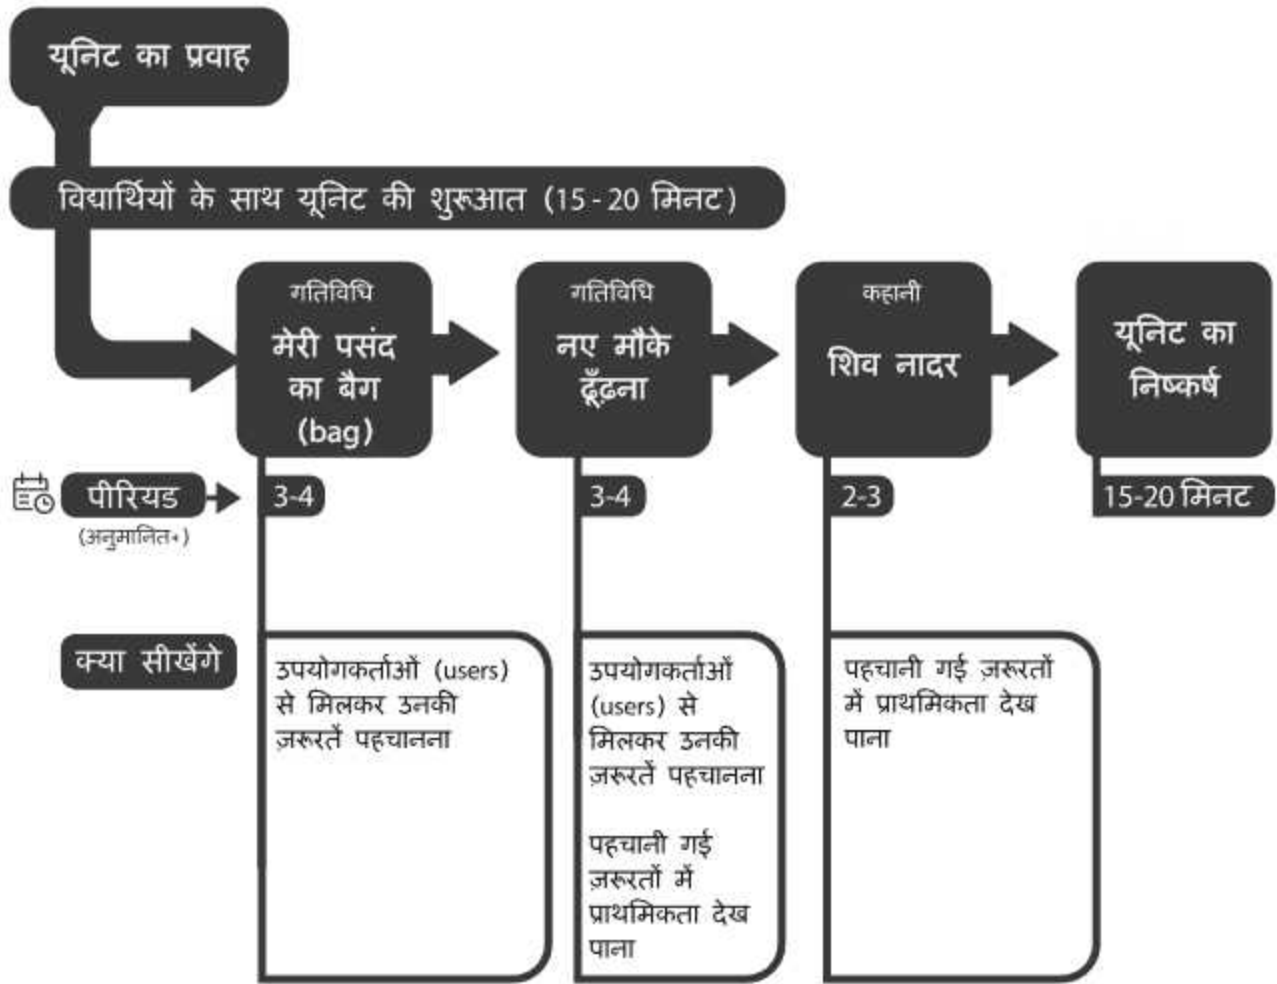 यूनिट का प्रवाह
विद्यार्थियों के साथ यूनिट की शुरूआत (15 - 20 मिनट)
गतिविधि
मेरी पसंद
का बैग
(bag)
गतिविधि
नए मौके
ढूँढ़ना
कहानी
शिव नादर
यूनिट का
निष्कर्ष
पीरियड
(अनुमानित*)
3-4
3-4
2-3
15-20 मिनट
क्या सीखेंगे
उपयोगकर्ताओं (users)
से मिलकर उनकी
ज़रूरतें पहचानना
उपयोगकर्ताओं
(users) से
मिलकर उनकी
ज़रूरतें पहचानना
पहचानी गई
ज़रूरतों में
प्राथमिकता देख
पाना
पहचानी गई ज़रूरतों
में प्राथमिकता देख
पाना